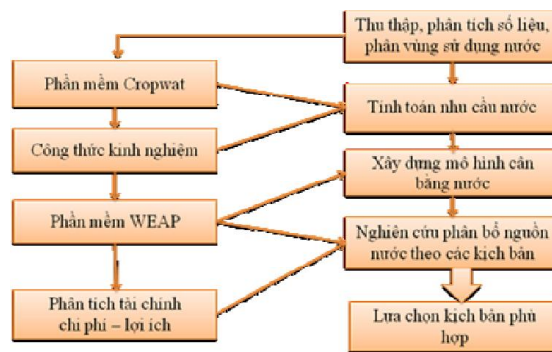 Thu thập, phân tích số liệu,
phân vùng sử dụng nước
Phần mềm Cropwat
Tính toán nhu cầu nước
Công thức kinh nghiệm
Xây dựng mô hình cân
bằng nước
Phần mềm WEAP
Nghiên cứu phân bổ nguồn
nước theo các kịch bản
Phân tích tài chính
chi phí – lợi ích
Lựa chọn kịch bản phù
hợp